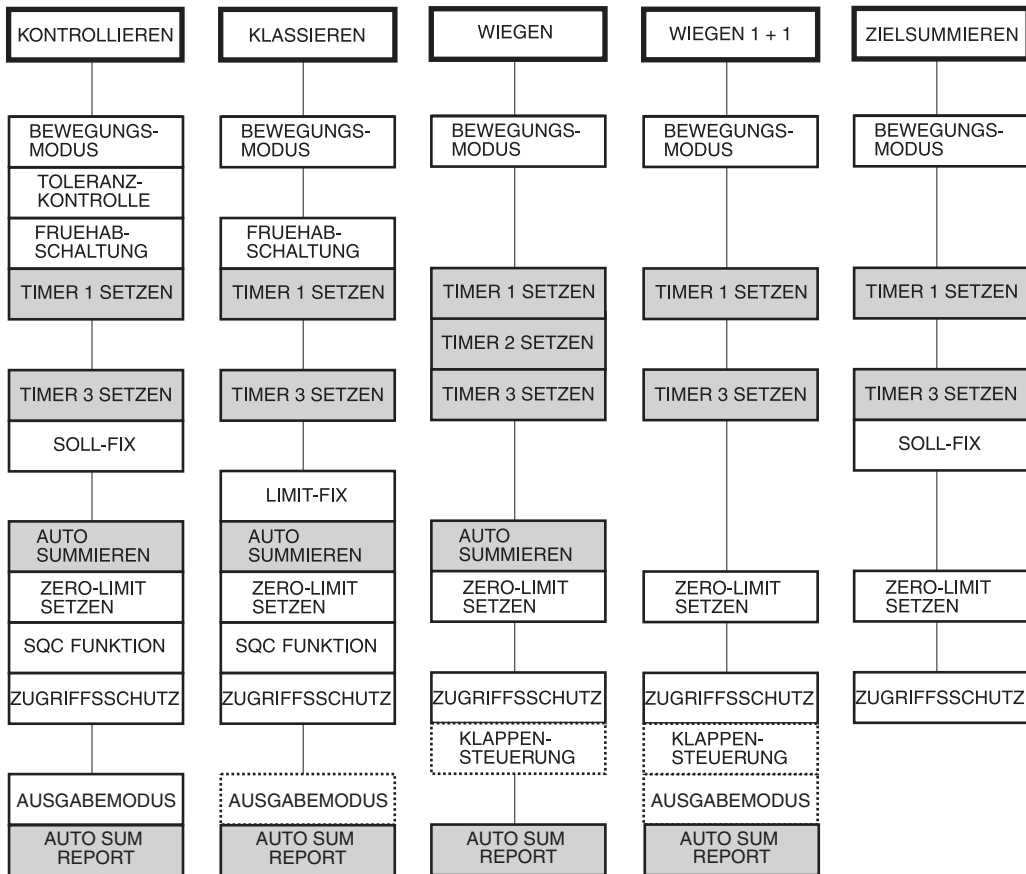 KONTROLLIEREN
BEWEGUNGS-
MODUS
TOLERANZ-
KONTROLLE
FRUEHAB-
SCHALTUNG
TIMER 1 SETZEN
TIMER 3 SETZEN
SOLL-FIX
AUTO
SUMMIEREN
ZERO-LIMIT
SETZEN
SQC FUNKTION
ZUGRIFFSSCHUTZ
AUSGABEMODUS
AUTO SUM
REPORT
KLASSIEREN
BEWEGUNGS-
MODUS
FRUEHAB-
SCHALTUNG
TIMER 1 SETZEN
TIMER 3 SETZEN
LIMIT-FIX
AUTO
SUMMIEREN
ZERO-LIMIT
SETZEN
SQC FUNKTION
ZUGRIFFSSCHUTZ
AUSGABEMODUS
AUTO SUM
REPORT
WIEGEN
BEWEGUNGS-
MODUS
TIMER 1 SETZEN
TIMER 2 SETZEN
TIMER 3 SETZEN
AUTO
SUMMIEREN
ZERO-LIMIT
SETZEN
ZUGRIFFSSCHUTZ
KLAPPEN-
STEUERUNG
AUTO SUM
REPORT
WIEGEN 1 + 1
BEWEGUNGS-
MODUS
TIMER 1 SETZEN
TIMER 3 SETZEN
ZERO-LIMIT
SETZEN
ZUGRIFFSSCHUTZ
KLAPPEN-
STEUERUNG
AUSGABEMODUS
AUTO SUM
REPORT
ZIELSUMMIEREN
BEWEGUNGS-
MODUS
TIMER 1 SETZEN
TIMER 3 SETZEN
SOLL-FIX
ZERO-LIMIT
SETZEN
ZUGRIFFSSCHUTZ